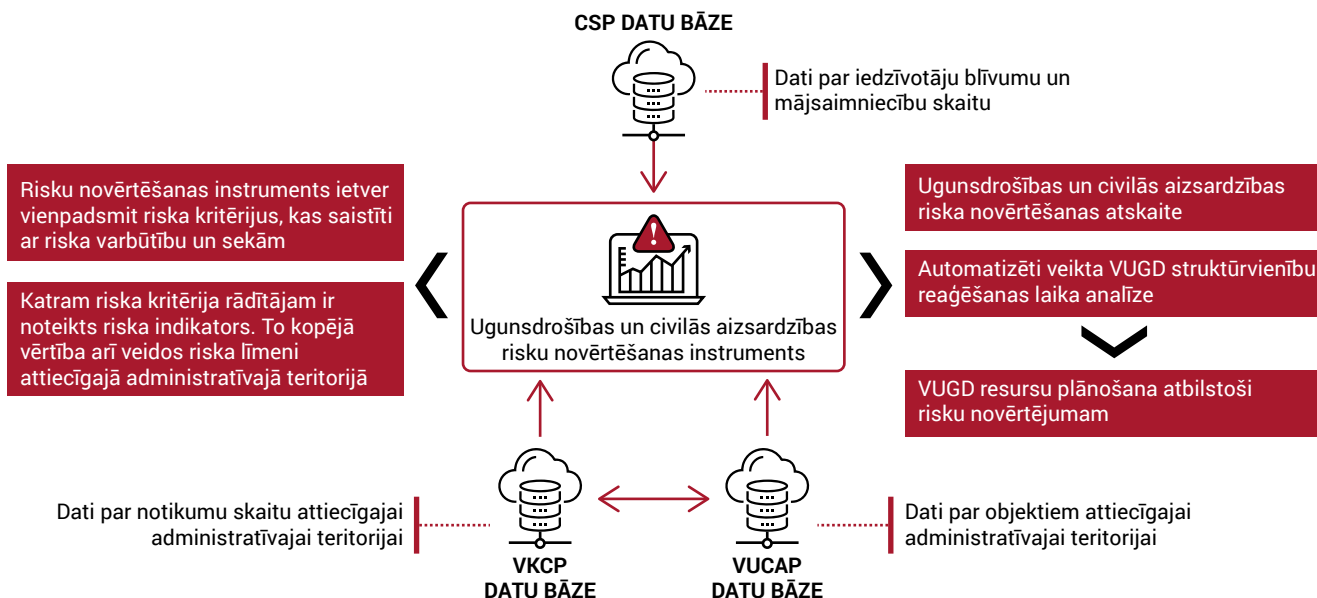 CSP DATU BĀZE
Dati par iedzīvotāju blīvumu un
mājsaimniecību skaitu
Risku novērtēšanas instruments ietver
vienpadsmit riska kritērijus, kas saistīti
ar riska varbūtību un sekām
Katram riska kritērija rādītājam ir
noteikts riska indikators. To kopējā
vērtība arī veidos riska līmeni
attiecīgajā administratīvajā teritorijā
Ugunsdrošības un civilās aizsardzības
risku novērtēšanas instruments
Ugunsdrošības un civilās aizsardzības
riska novērtēšanas atskaite
Automatizēti veikta VUGD struktūrvienību
reaģēšanas laika analīze
VUGD resursu plānošana atbilstoši
risku novērtējumam
Dati par notikumu skaitu attiecīgajai
administratīvajai teritorijai
VKCP
DATU BĀZE
VUCAP
DATU BĀZE
Dati par objektiem attiecīgajai
administratīvajai teritorijai